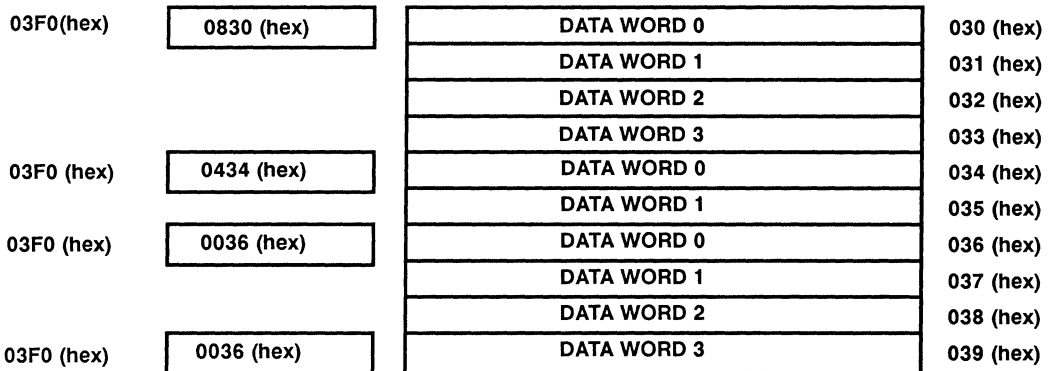 03F0(hex) 0830 (hex) DATA WORD 0 030 (hex)
DATA WORD 1 031 (hex)
DATA WORD 2 032 (hex)
DATA WORD 3 033 (hex)
03F0 (hex) 0434 (hex) DATA WORD 0 034 (hex)
DATA WORD 1 035 (hex)
03F0 (hex) 0036 (hex) DATA WORD 0 036 (hex)
DATA WORD 1 037 (hex)
DATA WORD 2 038 (hex)
03F0 (hex) 0036 (hex) DATA WORD 3 039 (hex)